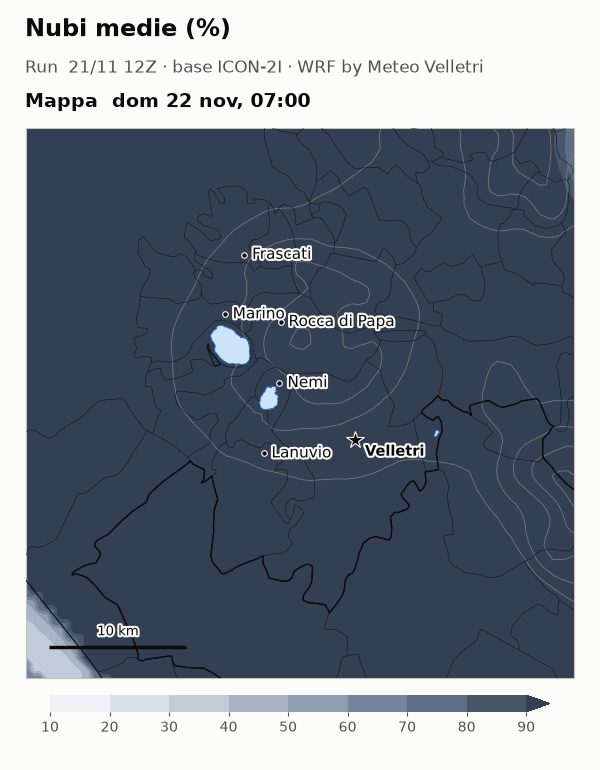 Nubi medie (%)
Run  21/11 12Z · base ICON-2I · WRF by Meteo Velletri
Mappa  dom 22 nov, 07:00
Frascati
Marino
Rocca di Papa
Nemi
Velletri
Lanuvio
10 km
10 20 30 40 50 60 70 80 90